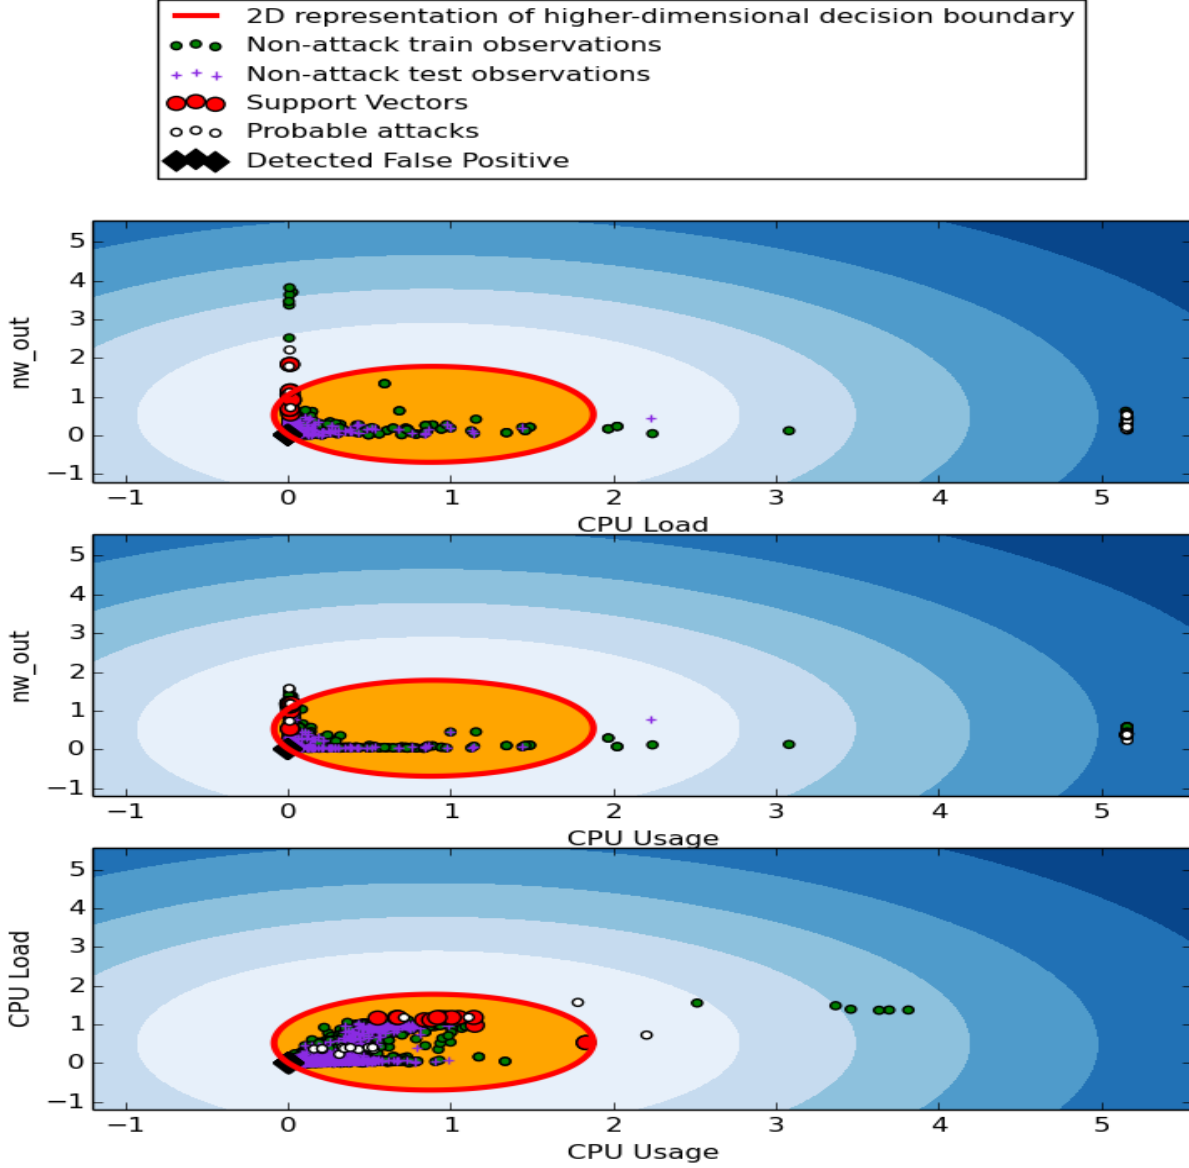 2D representation of higher-dimensional decision boundary
Non-attack train observations
Non-attack test observations
Support Vectors
Probable attacks
Detected False Positive
nw_out
5
4
3
2
1
0
−1
−1 0 1 2 3 4 5
CPU Load
nw_out
5
4
3
2
1
0
−1
−1 0 1 2 3 4 5
CPU Usage
CPU Load
5
4
3
2
1
0
−1
−1 0 1 2 3 4 5
CPU Usage